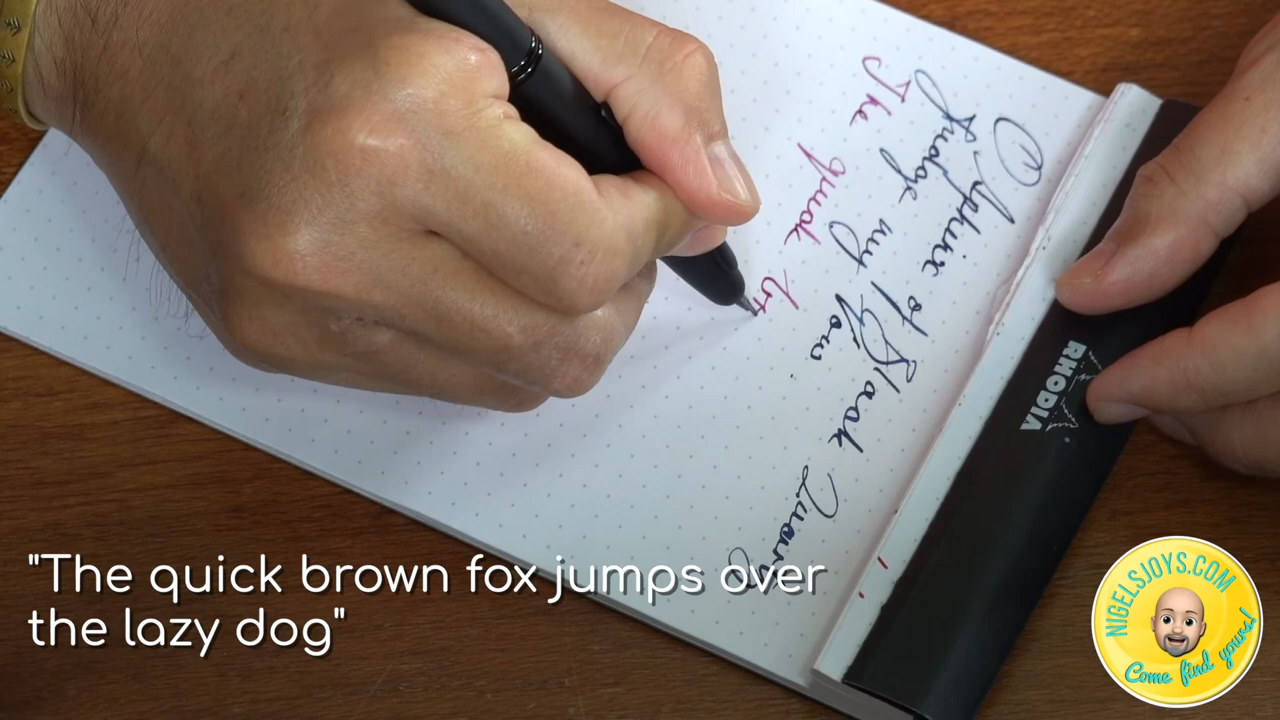 O Sphinx of Black Quartz
Judge my Vow.
The quick br
RHODIA
"The quick brown fox jumps over
the lazy dog"
NIGELSJOYS.COM
Come find yours!